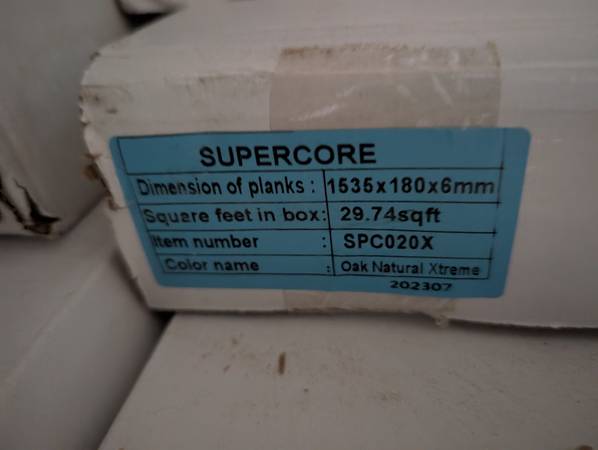 SUPERCORE
Dimension of planks : 1535x180x6mm
Square feet in box: 29.74sqft
Item number : SPC020X
Color name : Oak Natural Xtreme
202307